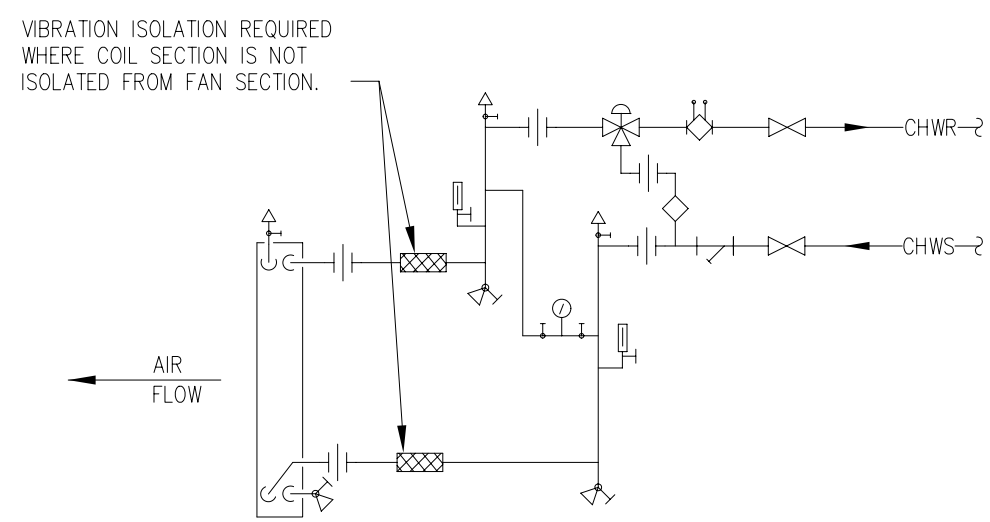 VIBRATION ISOLATION REQUIRED
WHERE COIL SECTION IS NOT
ISOLATED FROM FAN SECTION.
CHWR
CHWS
AIR
FLOW